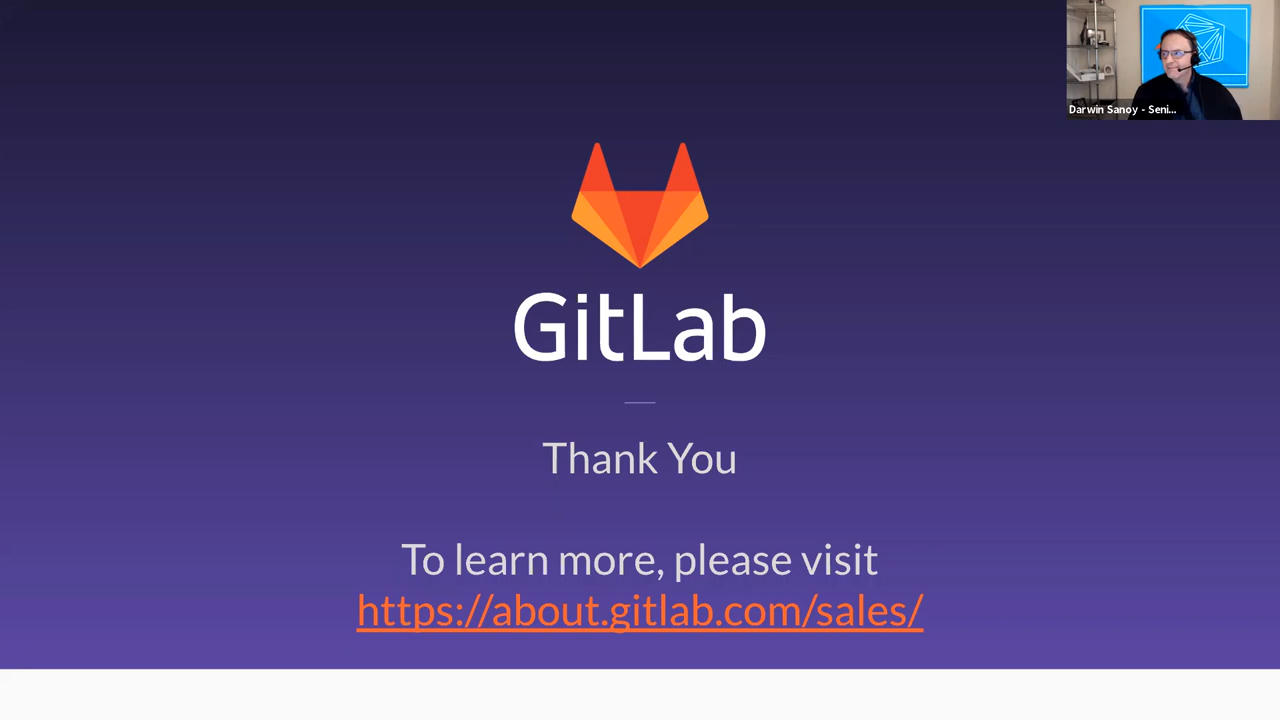 Darwin Sanoy - Seni...
GitLab
Thank You
To learn more, please visit
https://about.gitlab.com/sales/